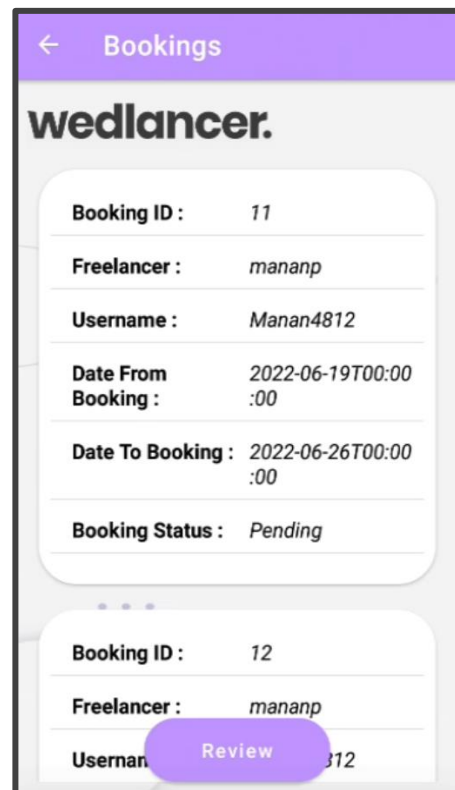 Bookings
wedlancer.
Booking ID : 11
Freelancer : mananp
Username : Manan4812
Date From 2022-06-19T00:00
Booking : :00
Date To Booking : 2022-06-26T00:00
:00
Booking Status : Pending
Booking ID : 12
Freelancer : mananp
Review